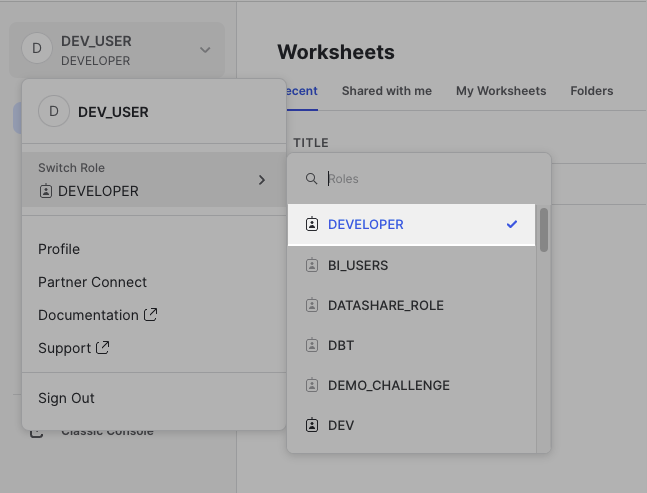 D
DEV_USER
DEVELOPER
D
DEV_USER
Switch Role
DEVELOPER
Profile
Partner Connect
Documentation
Support
Sign Out
Classic Console
Worksheets
ecent
Shared with me
My Worksheets
Folders
TITLE
Roles
DEVELOPER
BI_USERS
DATASHARE_ROLE
DBT
DEMO_CHALLENGE
DEV